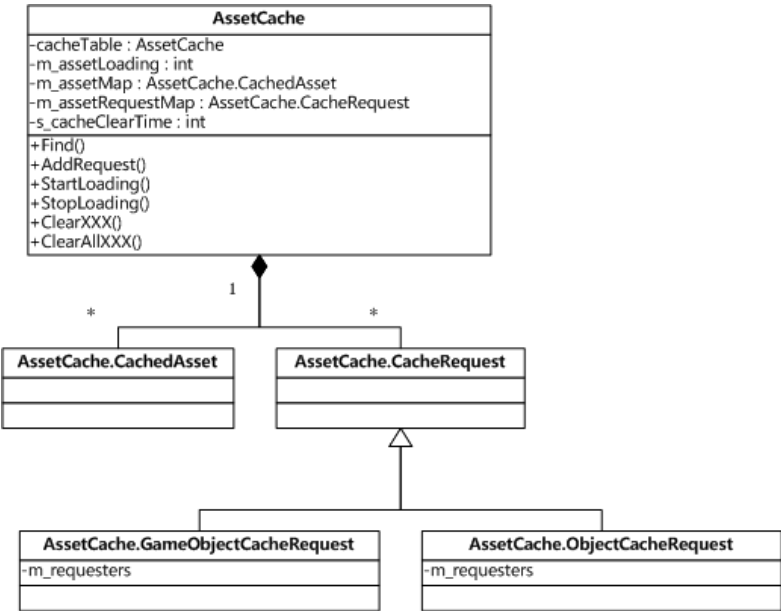 AssetCache
-cacheTable : AssetCache
-m_assetLoading : int
-m_assetMap : AssetCache.CachedAsset
-m_assetRequestMap : AssetCache.CacheRequest
-s_cacheClearTime : int
+Find()
+AddRequest()
+StartLoading()
+StopLoading()
+ClearXXX()
+ClearAllXXX()
1
* *
AssetCache.CachedAsset AssetCache.CacheRequest
AssetCache.GameObjectCacheRequest AssetCache.ObjectCacheRequest
-m_requesters -m_requesters